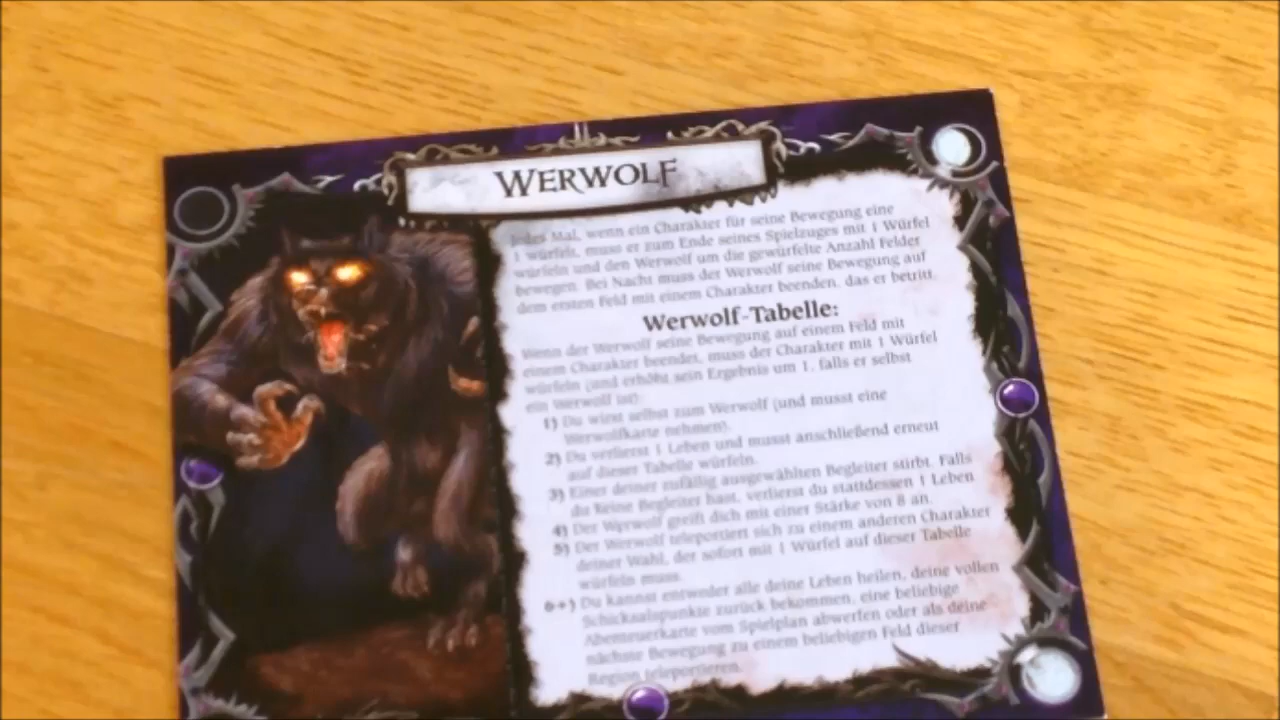 WERWOLF
Jedes Mal, wenn ein Charakter für seine Bewegung eine
1 würfelt, muss er zum Ende seines Spielzuges mit 1 Würfel
würfeln und den Werwolf um die gewürfelte Anzahl Felder
bewegen. Bei Nacht muss der Werwolf seine Bewegung auf
dem ersten Feld mit einem Charakter beenden, das er betritt.
Werwolf-Tabelle:
Wenn der Werwolf seine Bewegung auf einem Feld mit
einem Charakter beendet, muss der Charakter mit 1 Würfel
würfeln (und erhöht sein Ergebnis um 1, falls er selbst
ein Werwolf ist):
1) Du wirst selbst zum Werwolf (und musst eine
Werwolfkarte nehmen).
2) Du verlierst 1 Leben und musst anschließend erneut
auf dieser Tabelle würfeln.
3) Einer deiner zufällig ausgewählten Begleiter stirbt. Falls
du keine Begleiter hast, verlierst du stattdessen 1 Leben
4) Der Werwolf greift dich mit einer Stärke von 8 an.
5) Der Werwolf teleportiert sich zu einem anderen Charakter
deiner Wahl, der sofort mit 1 Würfel auf dieser Tabelle
würfeln muss.
6+) Du kannst entweder alle deine Leben heilen, deine vollen
Schicksalspunkte zurück bekommen, eine beliebige
Abenteuerkarte vom Spielplan abwerfen oder als deine
nächste Bewegung zu einem beliebigen Feld dieser
Region teleportieren.